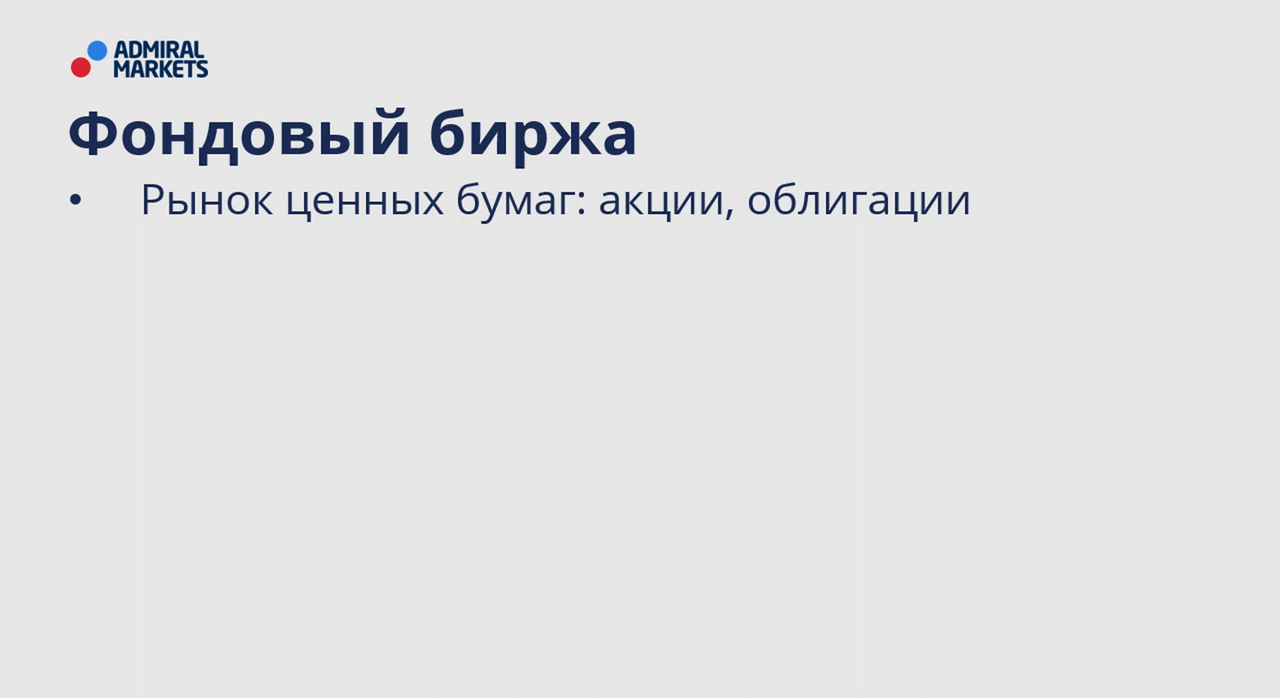 ADMIRAL
MARKETS
Фондовый биржа
• Рынок ценных бумаг: акции, облигации